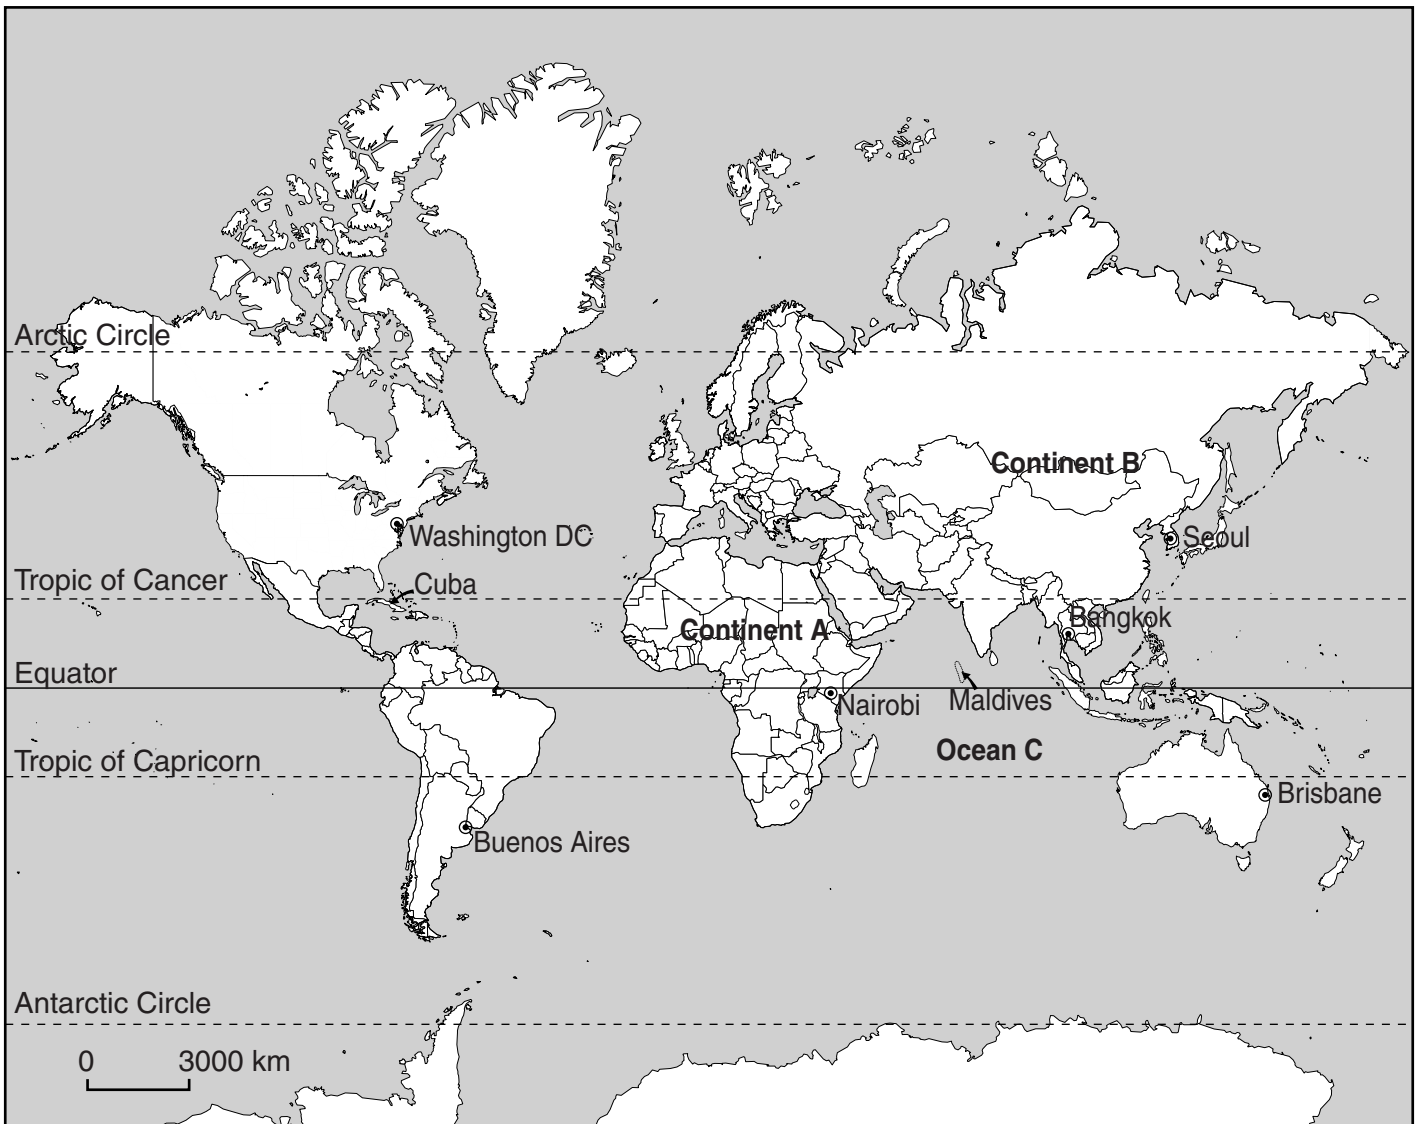 Arctic Circle
Continent B
Washington DC
Seoul
Tropic of Cancer
Cuba
Bangkok
Continent A
Equator
Maldives
Nairobi
Ocean C
Tropic of Capricorn
Brisbane
Buenos Aires
Antarctic Circle
0 3000 km